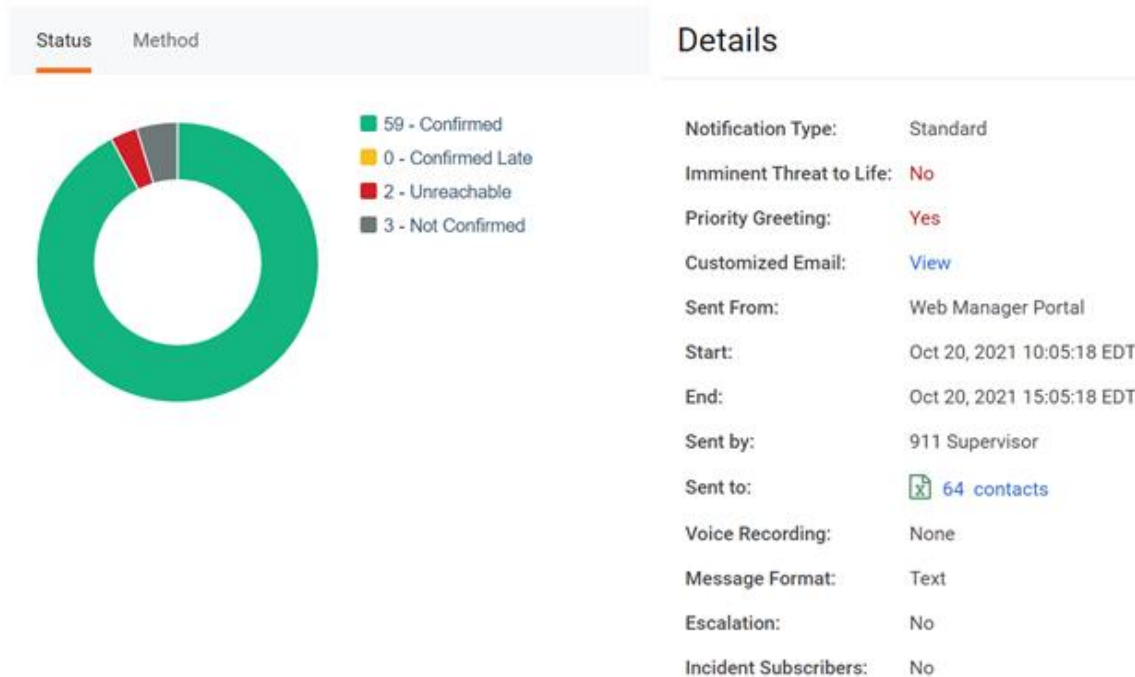 Status Method
59 - Confirmed
0 - Confirmed Late
2 - Unreachable
3 - Not Confirmed
Details
Notification Type: Standard
Imminent Threat to Life: No
Priority Greeting: Yes
Customized Email: View
Sent From: Web Manager Portal
Start: Oct 20, 2021 10:05:18 EDT
End: Oct 20, 2021 15:05:18 EDT
Sent by: 911 Supervisor
Sent to: 64 contacts
Voice Recording: None
Message Format: Text
Escalation: No
Incident Subscribers: No